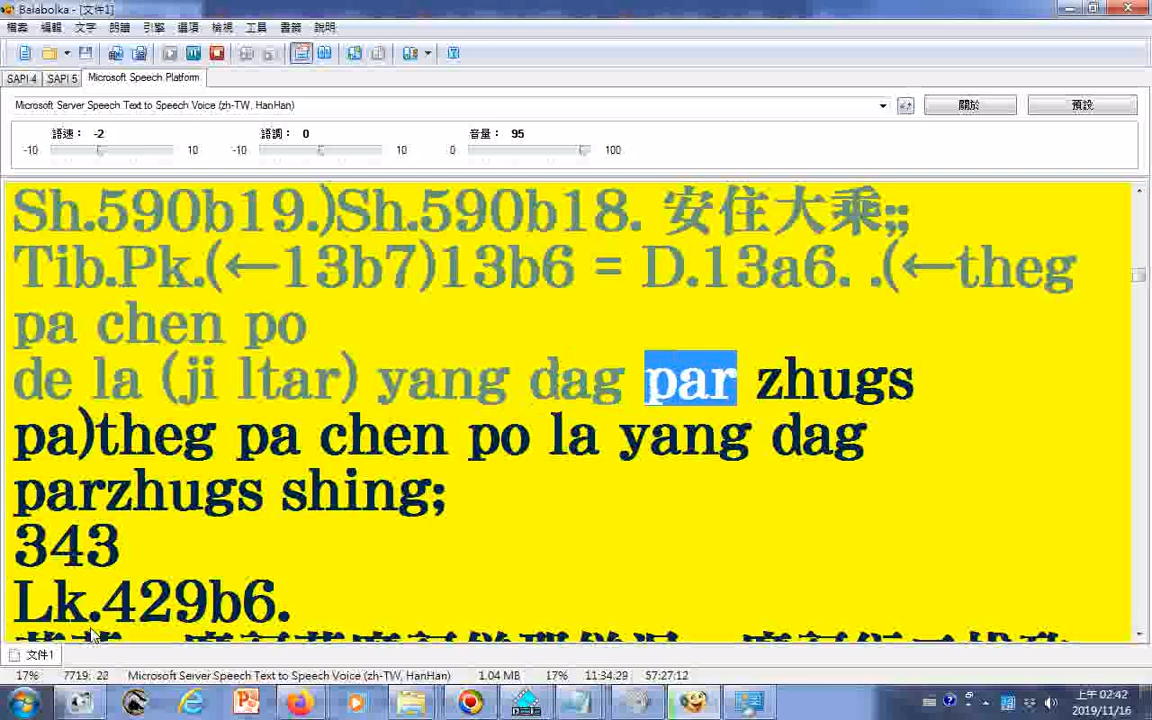 Balabolka - [文件1]
檔案 編輯 文字 朗讀 引擎 選項 檢視 工具 書籤 說明
SAPI 4 SAPI 5 Microsoft Speech Platform
Microsoft Server Speech Text to Speech Voice (zh-TW, HanHan) 關於 預設
語速: -2 語調: 0 音量: 95
-10 10 -10 10 0 100
Sh.590b19.)Sh.590b18. 安住大乘;;
Tib.Pk.(←13b7)13b6 = D.13a6. .(←theg
pa chen po
de la (ji ltar) yang dag par zhugs
pa)theg pa chen po la yang dag
parzhugs shing;
343
Lk.429b6.
文件1
17% 7719: 22 Microsoft Server Speech Text to Speech Voice (zh-TW, HanHan) 1.04 MB 17% 11:34:29 57:27:12
上午 02:42
2019/11/16